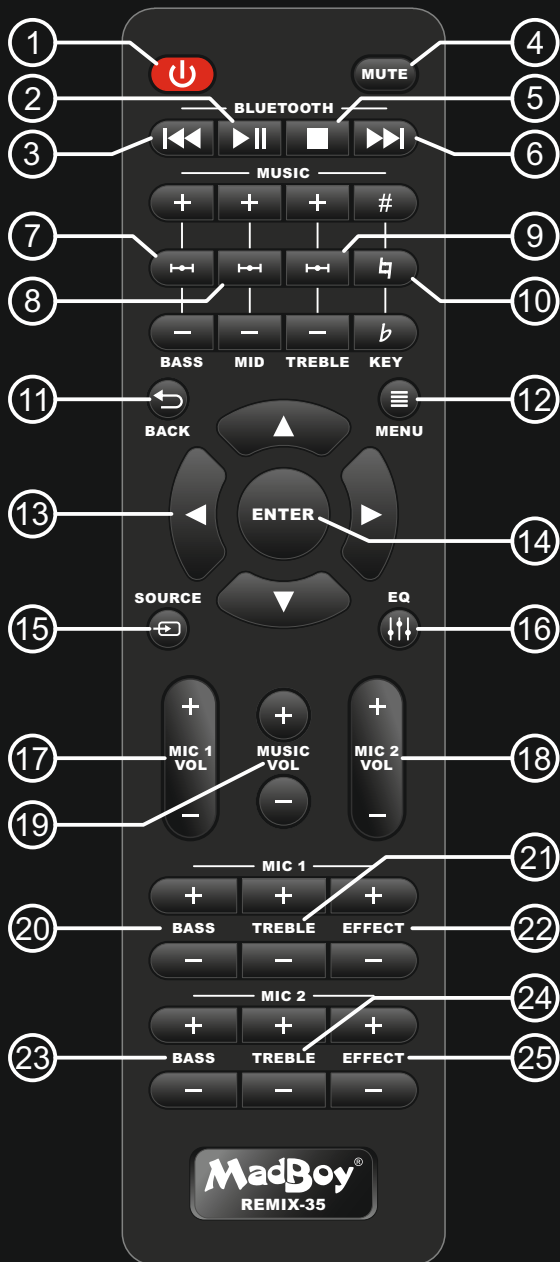 1
4
MUTE
2
BLUETOOTH
5
3
6
MUSIC
+ + + #
7
9
8
♮
10
− − − ♭
BASS MID TREBLE KEY
11
12
BACK
MENU
13
ENTER
14
SOURCE
EQ
15
16
+ + +
17
MIC 1 VOL
MUSIC VOL
MIC 2 VOL
18
19
− − −
21
MIC 1
+ + +
20
BASS TREBLE EFFECT
22
− − −
24
MIC 2
+ + +
23
BASS TREBLE EFFECT
25
− − −
MadBoy®
REMIX-35